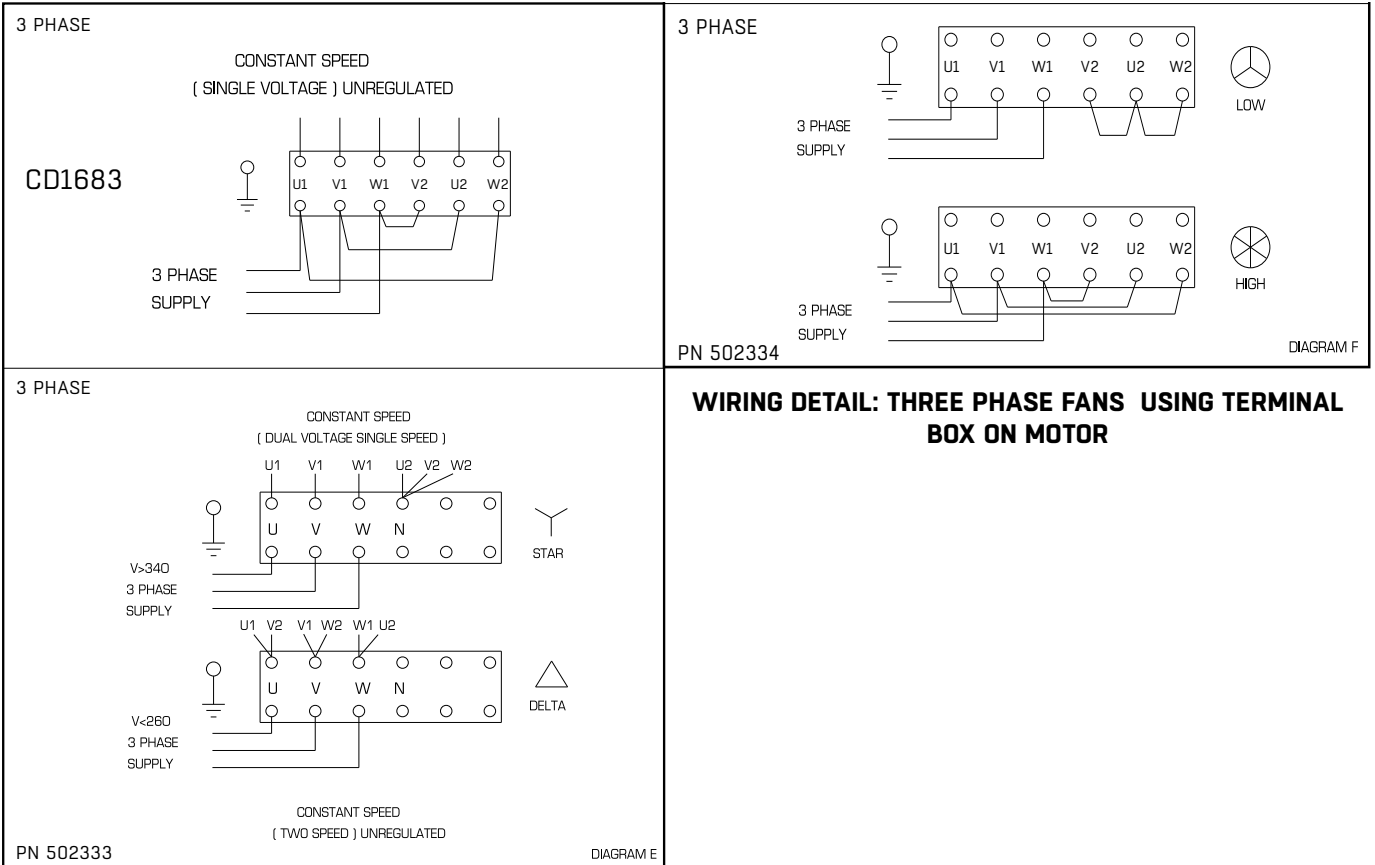 3 PHASE
CONSTANT SPEED
( SINGLE VOLTAGE ) UNREGULATED
CD1683
U1 V1 W1 V2 U2 W2
3 PHASE
SUPPLY
3 PHASE
U1 V1 W1 V2 U2 W2
LOW
3 PHASE
SUPPLY
U1 V1 W1 V2 U2 W2
HIGH
3 PHASE
SUPPLY
PN 502334
DIAGRAM F
3 PHASE
CONSTANT SPEED
( DUAL VOLTAGE SINGLE SPEED )
U1 V1 W1 U2 V2 W2
U V W N
STAR
V>340
3 PHASE
SUPPLY
U1 V2 V1 W2 W1 U2
U V W N
DELTA
V<260
3 PHASE
SUPPLY
CONSTANT SPEED
( TWO SPEED ) UNREGULATED
PN 502333
DIAGRAM E
WIRING DETAIL: THREE PHASE FANS USING TERMINAL
BOX ON MOTOR